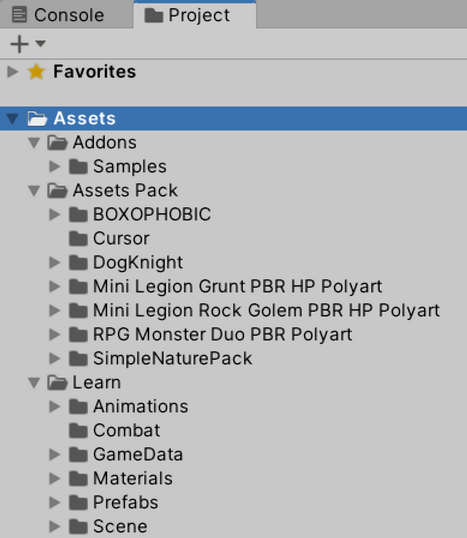 Console Project
Favorites
Assets
Addons
Samples
Assets Pack
BOXOPHOBIC
Cursor
DogKnight
Mini Legion Grunt PBR HP Polyart
Mini Legion Rock Golem PBR HP Polyart
RPG Monster Duo PBR Polyart
SimpleNaturePack
Learn
Animations
Combat
GameData
Materials
Prefabs
Scene